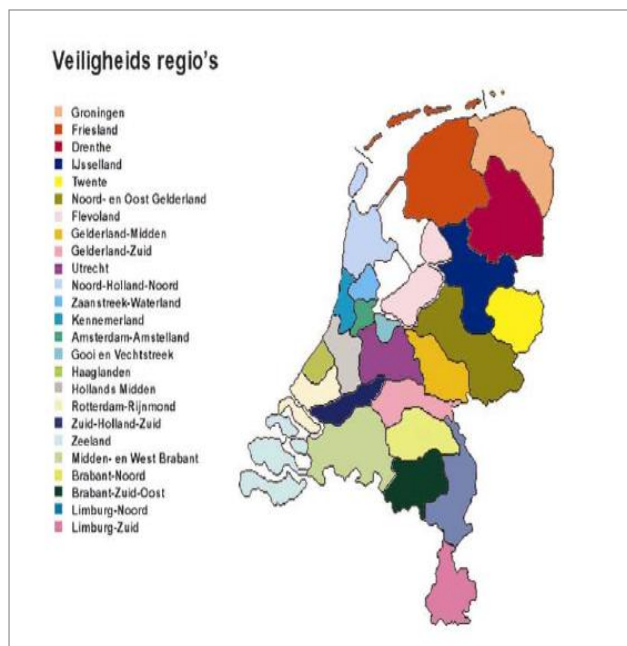 Veiligheids regio's
Groningen
Friesland
Drenthe
IJsselland
Twente
Noord- en Oost Gelderland
Flevoland
Gelderland-Midden
Gelderland-Zuid
Utrecht
Noord-Holland-Noord
Zaanstreek-Waterland
Kennemerland
Amsterdam-Amstelland
Gooi en Vechtstreek
Haaglanden
Hollands Midden
Rotterdam-Rijnmond
Zuid-Holland-Zuid
Zeeland
Midden- en West Brabant
Brabant-Noord
Brabant-Zuid-Oost
Limburg-Noord
Limburg-Zuid